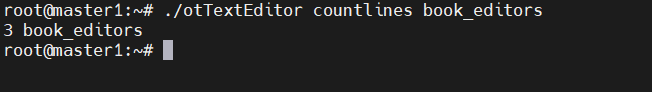 root@master1:~# ./otTextEditor countlines book_editors
3 book_editors
root@master1:~#